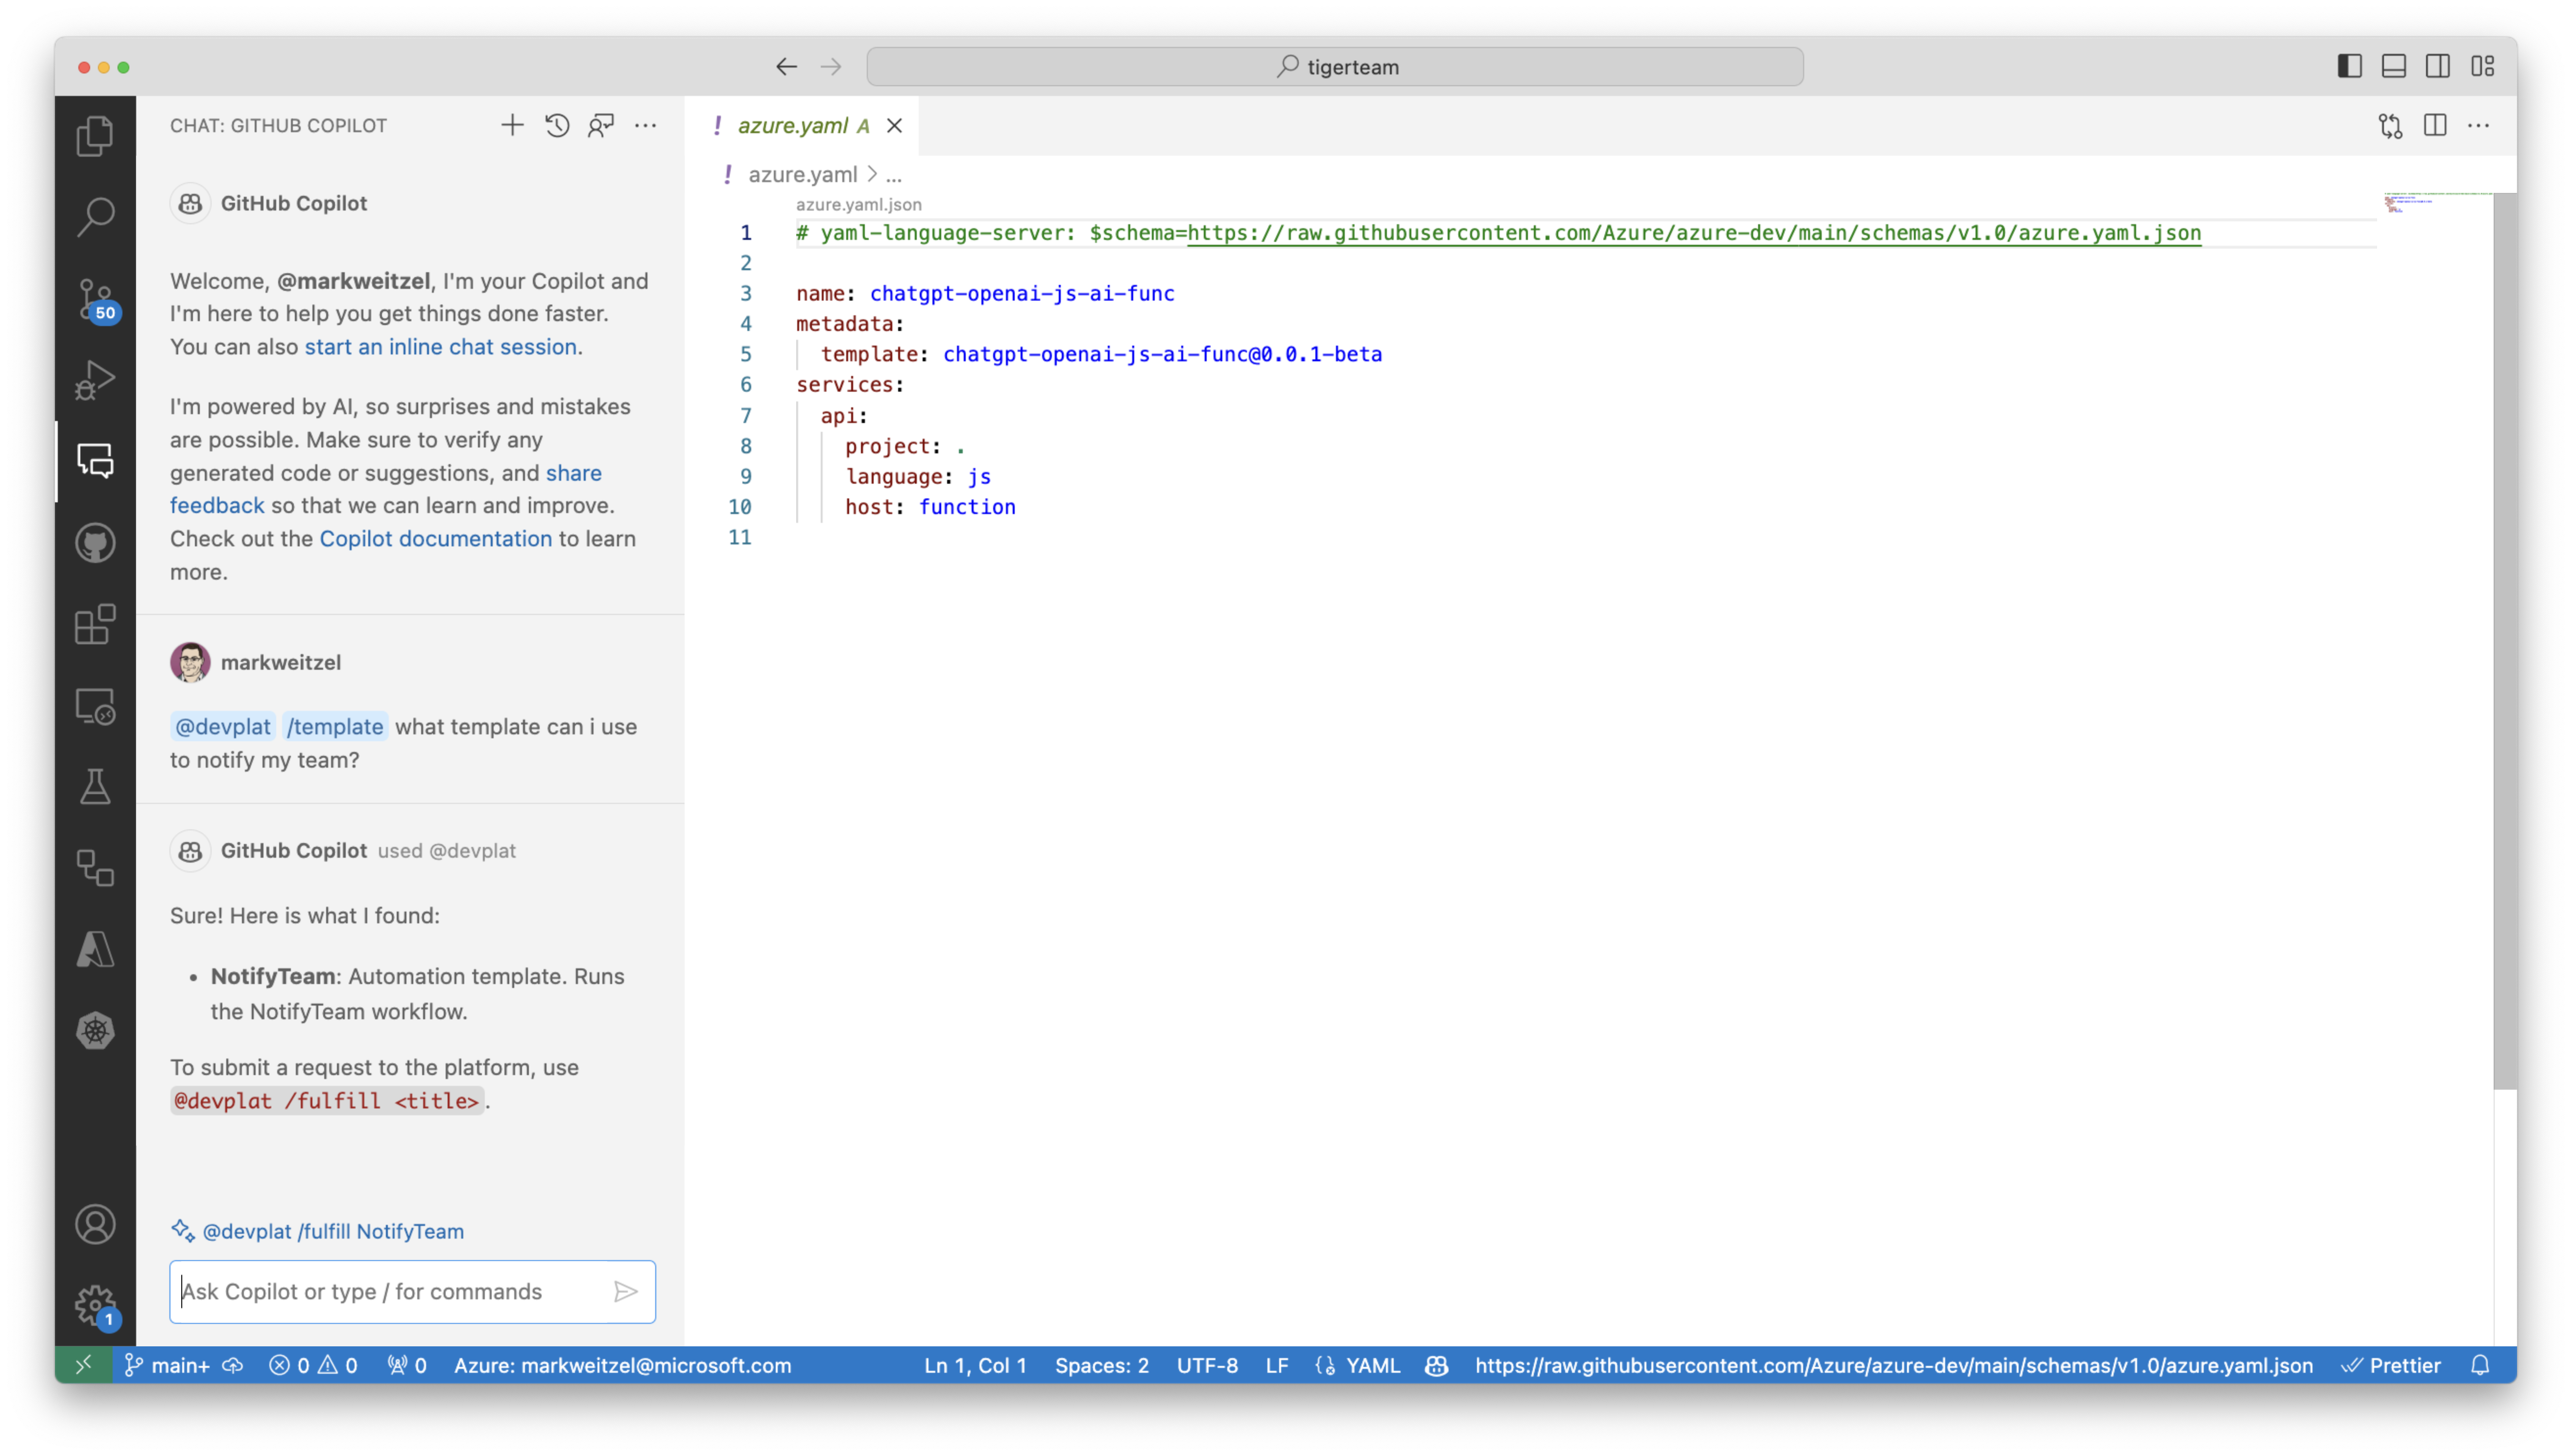 tigerteam
CHAT: GITHUB COPILOT
GitHub Copilot
Welcome, @markweitzel, I'm your Copilot and
I'm here to help you get things done faster.
You can also start an inline chat session.
I'm powered by AI, so surprises and mistakes
are possible. Make sure to verify any
generated code or suggestions, and share
feedback so that we can learn and improve.
Check out the Copilot documentation to learn
more.
markweitzel
@devplat /template what template can i use
to notify my team?
GitHub Copilot used @devplat
Sure! Here is what I found:
• NotifyTeam: Automation template. Runs
the NotifyTeam workflow.
To submit a request to the platform, use
@devplat /fulfill <title>.
@devplat /fulfill NotifyTeam
Ask Copilot or type / for commands
50
1
! azure.yaml A
! azure.yaml > ...
azure.yaml.json
1 # yaml-language-server: $schema=https://raw.githubusercontent.com/Azure/azure-dev/main/schemas/v1.0/azure.yaml.json
2
3 name: chatgpt-openai-js-ai-func
4 metadata:
5   template: chatgpt-openai-js-ai-func@0.0.1-beta
6 services:
7   api:
8     project: .
9     language: js
10     host: function
11
main+ 0 0 0 Azure: markweitzel@microsoft.com Ln 1, Col 1 Spaces: 2 UTF-8 LF YAML https://raw.githubusercontent.com/Azure/azure-dev/main/schemas/v1.0/azure.yaml.json Prettier